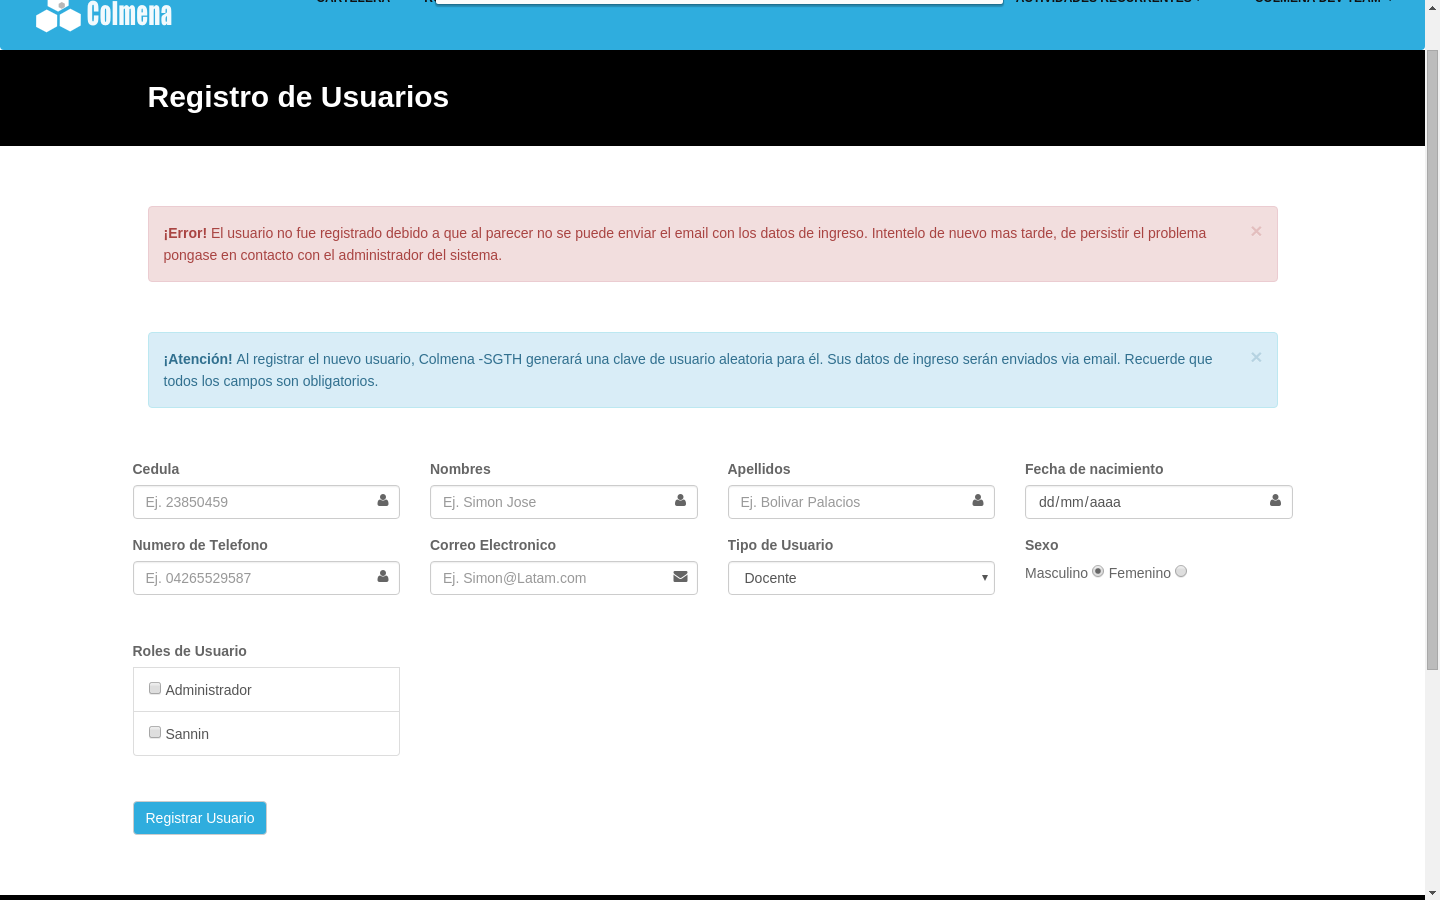 Colmena
ACTIVIDADES RECURRENTES
COLMENA DEV TEAM
Registro de Usuarios
¡Error! El usuario no fue registrado debido a que al parecer no se puede enviar el email con los datos de ingreso. Intentelo de nuevo mas tarde, de persistir el problema
pongase en contacto con el administrador del sistema.
×
¡Atención! Al registrar el nuevo usuario, Colmena -SGTH generará una clave de usuario aleatoria para él. Sus datos de ingreso serán enviados via email. Recuerde que
todos los campos son obligatorios.
×
Cedula Nombres Apellidos Fecha de nacimiento
Ej. 23850459 Ej. Simon Jose Ej. Bolivar Palacios dd/mm/aaaa
Numero de Telefono Correo Electronico Tipo de Usuario Sexo
Ej. 04265529587 Ej. Simon@Latam.com Docente Masculino Femenino
Roles de Usuario
Administrador
Sannin
Registrar Usuario